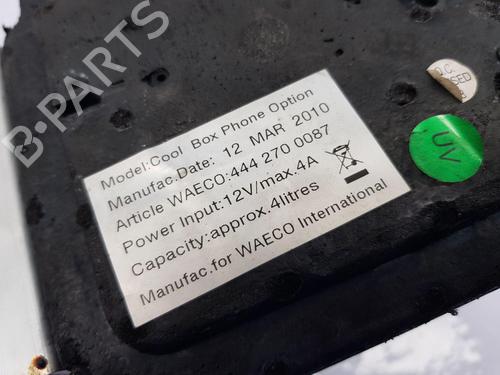 B-PARTS
Model:Cool Box Phone Option
Manufac.Date: 12 MAR 2010
Article WAECO:444 270 0087
Power Input:12V/max.4A
Capacity:approx.4litres
Manufac.for WAECO International
UV